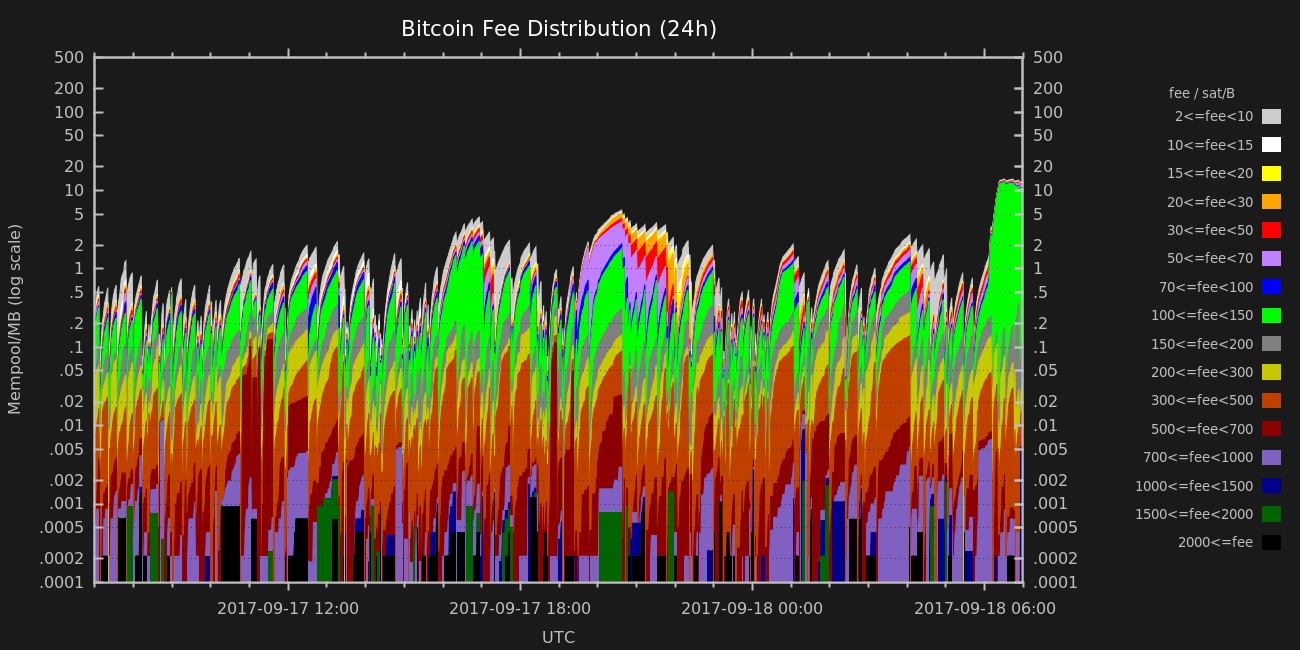 Bitcoin Fee Distribution (24h)
500
200
100
50
20
10
5
2
1
.5
.2
.1
.05
.02
.01
.005
.002
.001
.0005
.0002
.0001
Mempool/MB (log scale)
500
200
100
50
20
10
5
2
1
.5
.2
.1
.05
.02
.01
.005
.002
.001
.0005
.0002
.0001
2017-09-17 12:00
2017-09-17 18:00
2017-09-18 00:00
2017-09-18 06:00
UTC
fee / sat/B
2<=fee<10
10<=fee<15
15<=fee<20
20<=fee<30
30<=fee<50
50<=fee<70
70<=fee<100
100<=fee<150
150<=fee<200
200<=fee<300
300<=fee<500
500<=fee<700
700<=fee<1000
1000<=fee<1500
1500<=fee<2000
2000<=fee